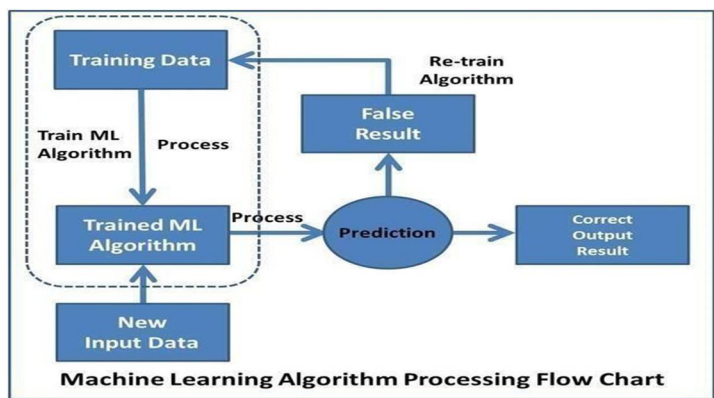 Training Data
Re-train
Algorithm
False
Result
Train ML
Algorithm
Process
Trained ML
Algorithm
Process
Prediction
Correct
Output
Result
New
Input Data
Machine Learning Algorithm Processing Flow Chart